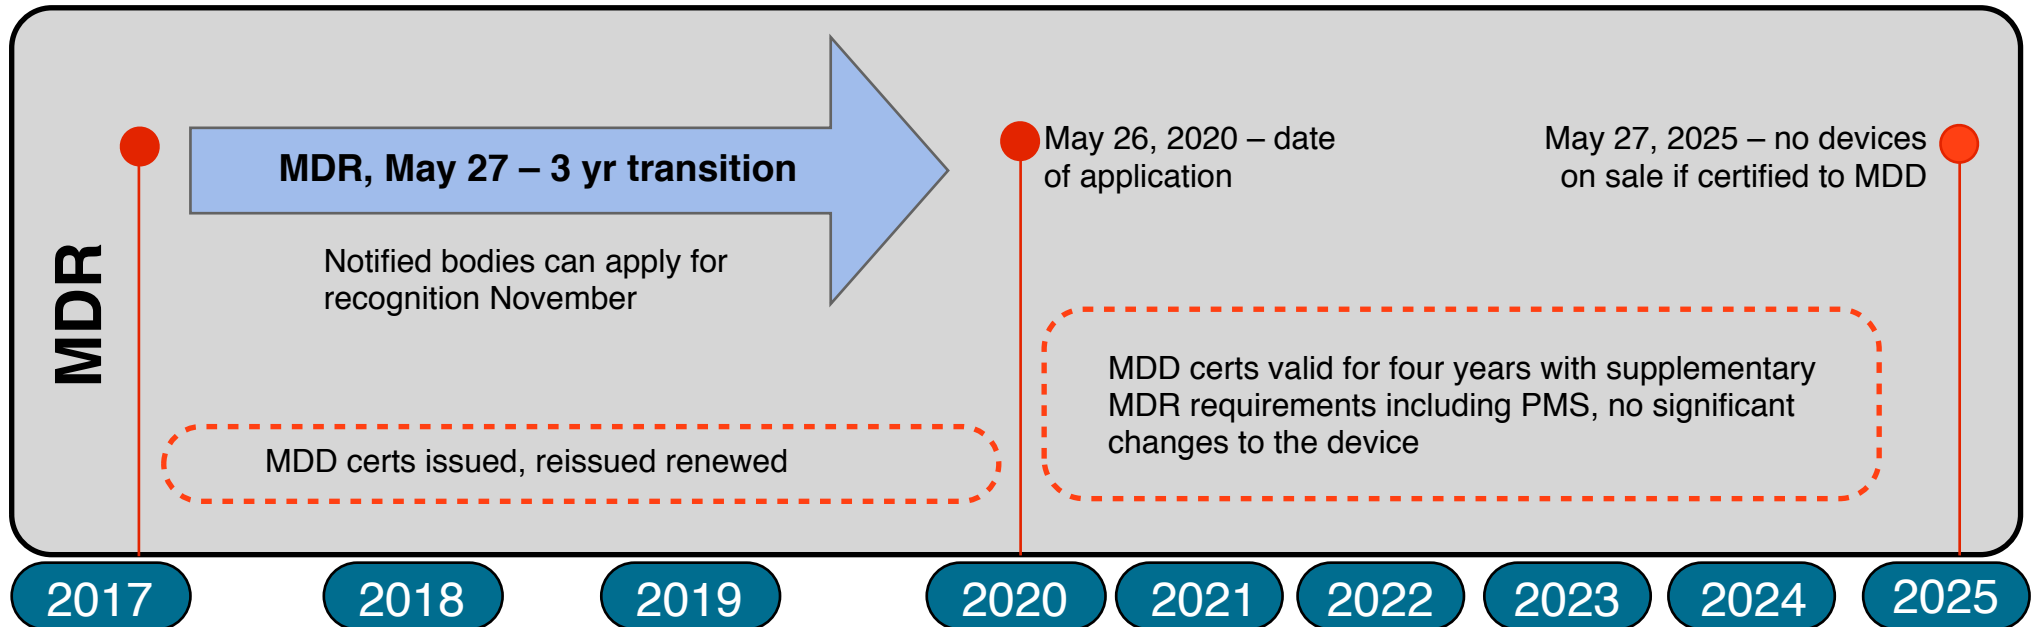 MDR
MDR, May 27 – 3 yr transition
Notified bodies can apply for
recognition November
MDD certs issued, reissued renewed
May 26, 2020 – date
of application
May 27, 2025 – no devices
on sale if certified to MDD
MDD certs valid for four years with supplementary
MDR requirements including PMS, no significant
changes to the device
2017
2018
2019
2020
2021
2022
2023
2024
2025